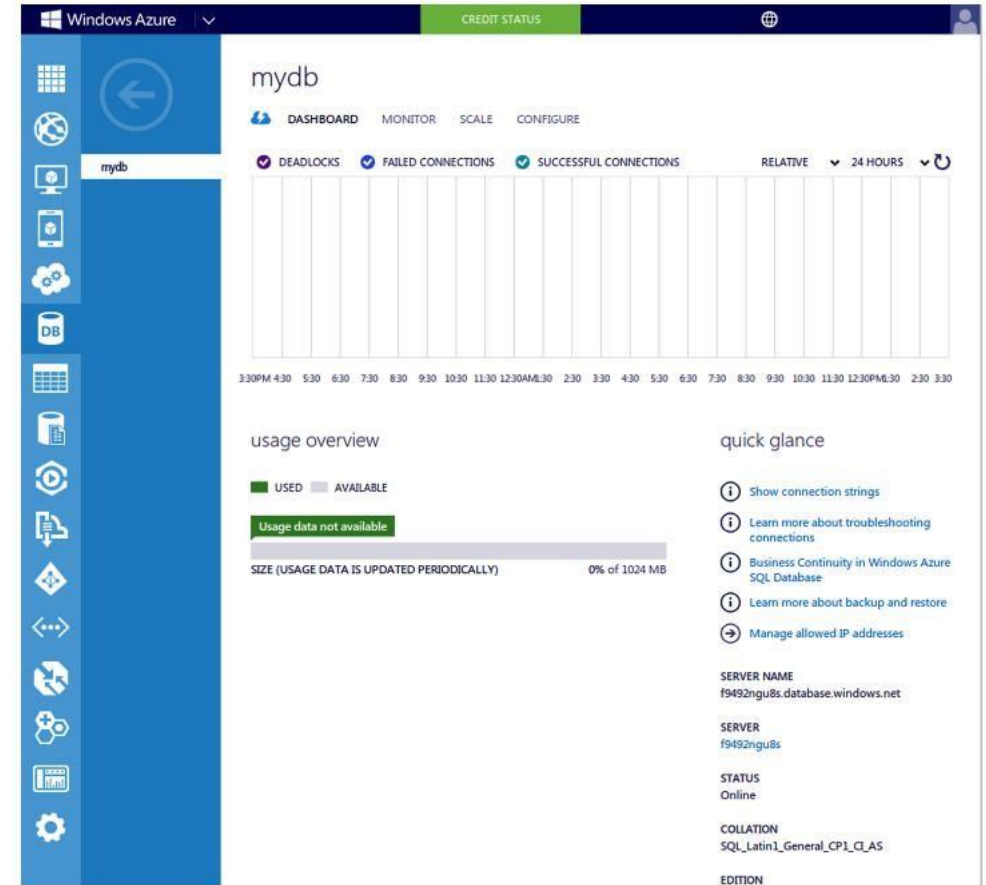 Windows Azure
CREDIT STATUS
mydb
mydb
DASHBOARD MONITOR SCALE CONFIGURE
DEADLOCKS FAILED CONNECTIONS SUCCESSFUL CONNECTIONS RELATIVE 24 HOURS
3:30PM 4:30 5:30 6:30 7:30 8:30 9:30 10:30 11:30 12:30AM1:30 2:30 3:30 4:30 5:30 6:30 7:30 8:30 9:30 10:30 11:30 12:30PM1:30 2:30 3:30
DB
usage overview
USED AVAILABLE
Usage data not available
SIZE (USAGE DATA IS UPDATED PERIODICALLY) 0% of 1024 MB
quick glance
Show connection strings
Learn more about troubleshooting
connections
Business Continuity in Windows Azure
SQL Database
Learn more about backup and restore
Manage allowed IP addresses
SERVER NAME
f9492ngu8s.database.windows.net
SERVER
f9492ngu8s
STATUS
Online
COLLATION
SQL_Latin1_General_CP1_CI_AS
EDITION